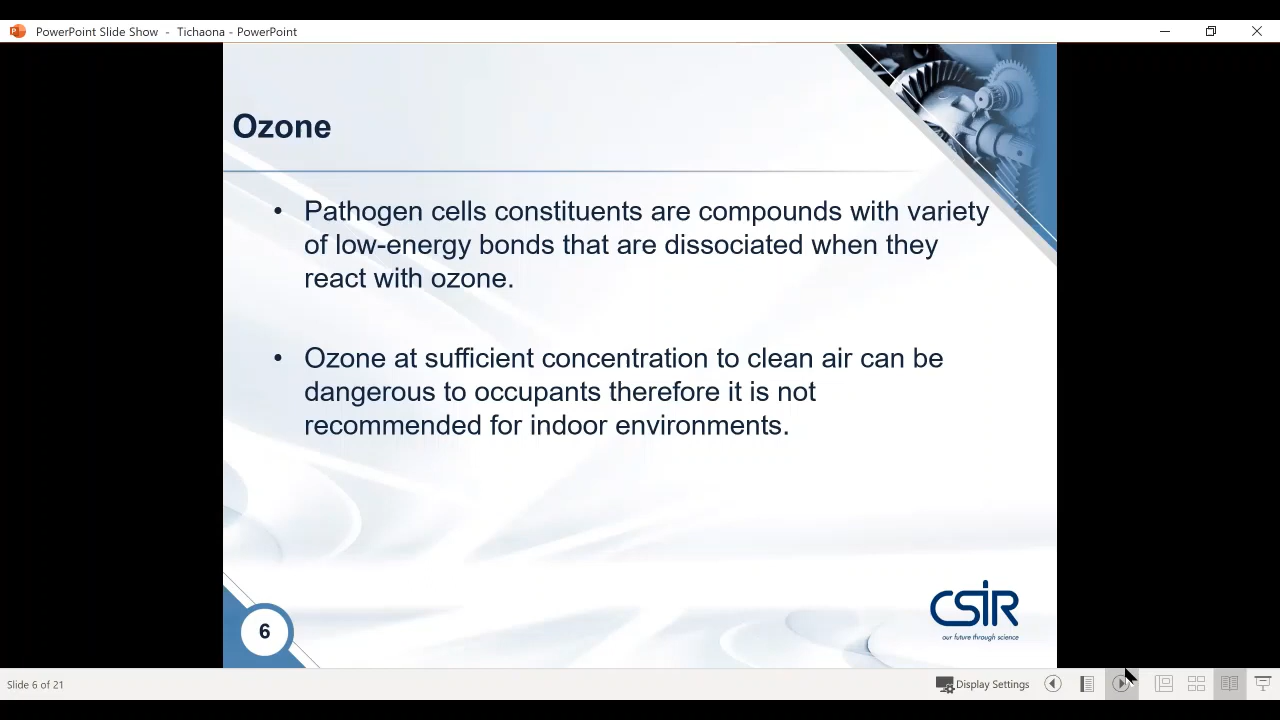 PowerPoint Slide Show - Tichaona - PowerPoint
Ozone
• Pathogen cells constituents are compounds with variety
of low-energy bonds that are dissociated when they
react with ozone.
• Ozone at sufficient concentration to clean air can be
dangerous to occupants therefore it is not
recommended for indoor environments.
CSIR
our future through science
6
Slide 6 of 21
Display Settings